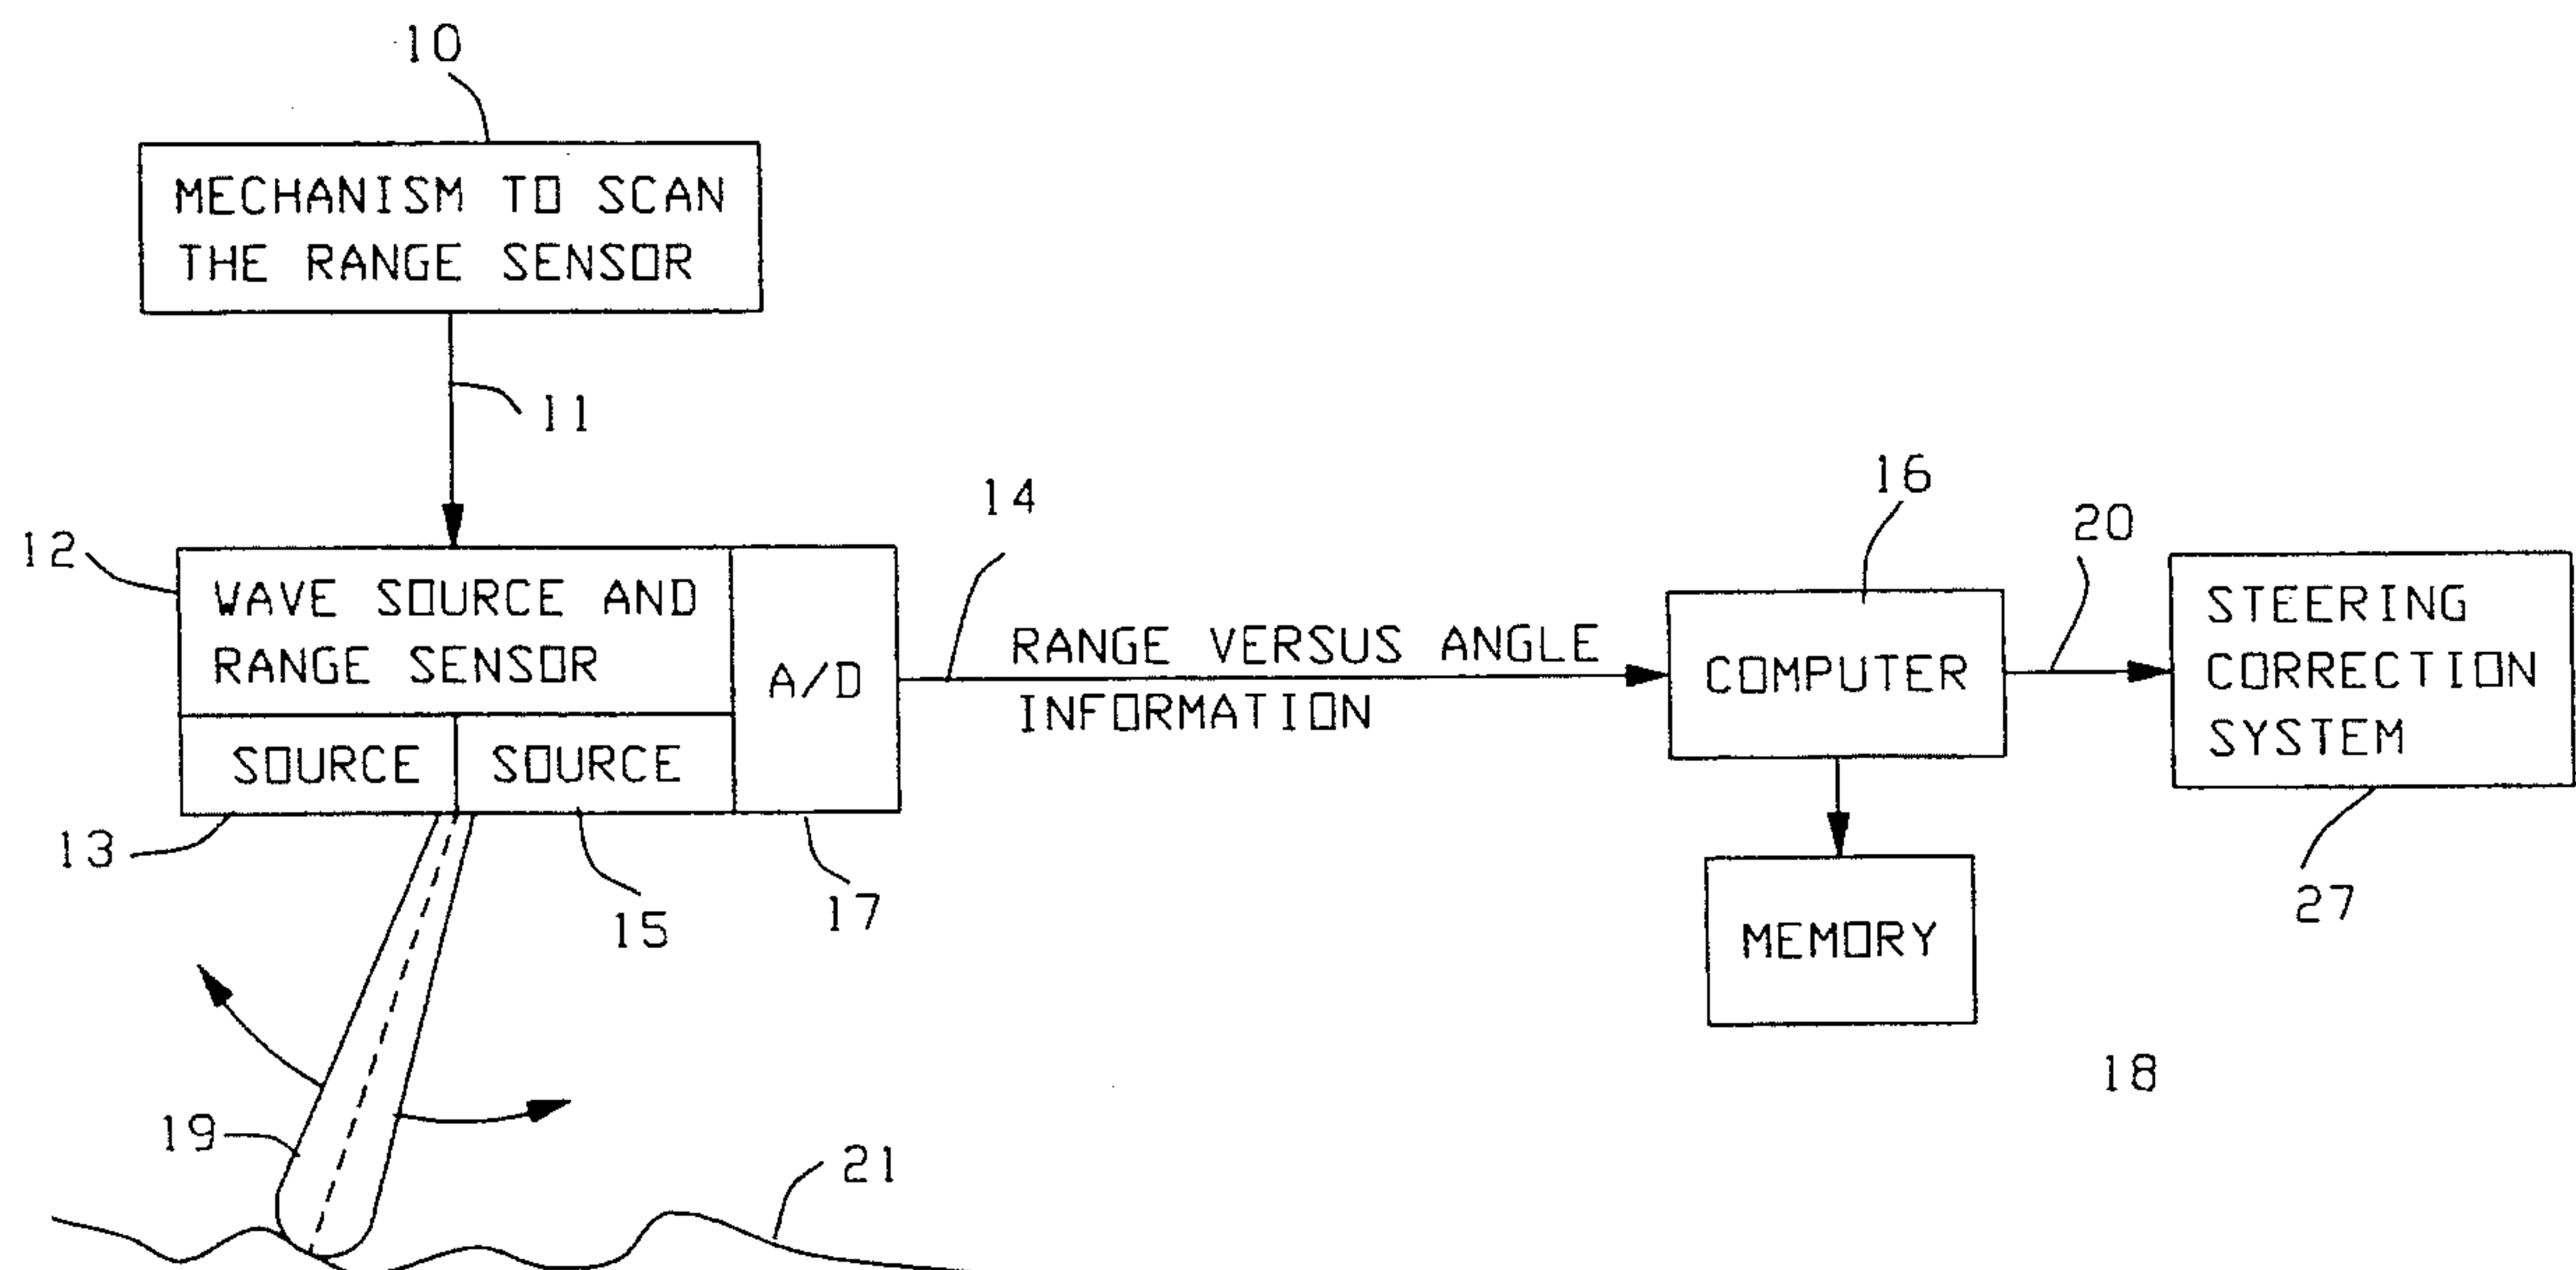 10
MECHANISM TO SCAN
THE RANGE SENSOR
11
12
WAVE SOURCE AND
RANGE SENSOR
SOURCE
SOURCE
A/D
13
15
17
14
RANGE VERSUS ANGLE
INFORMATION
16
COMPUTER
20
STEERING
CORRECTION
SYSTEM
27
MEMORY
18
19
21